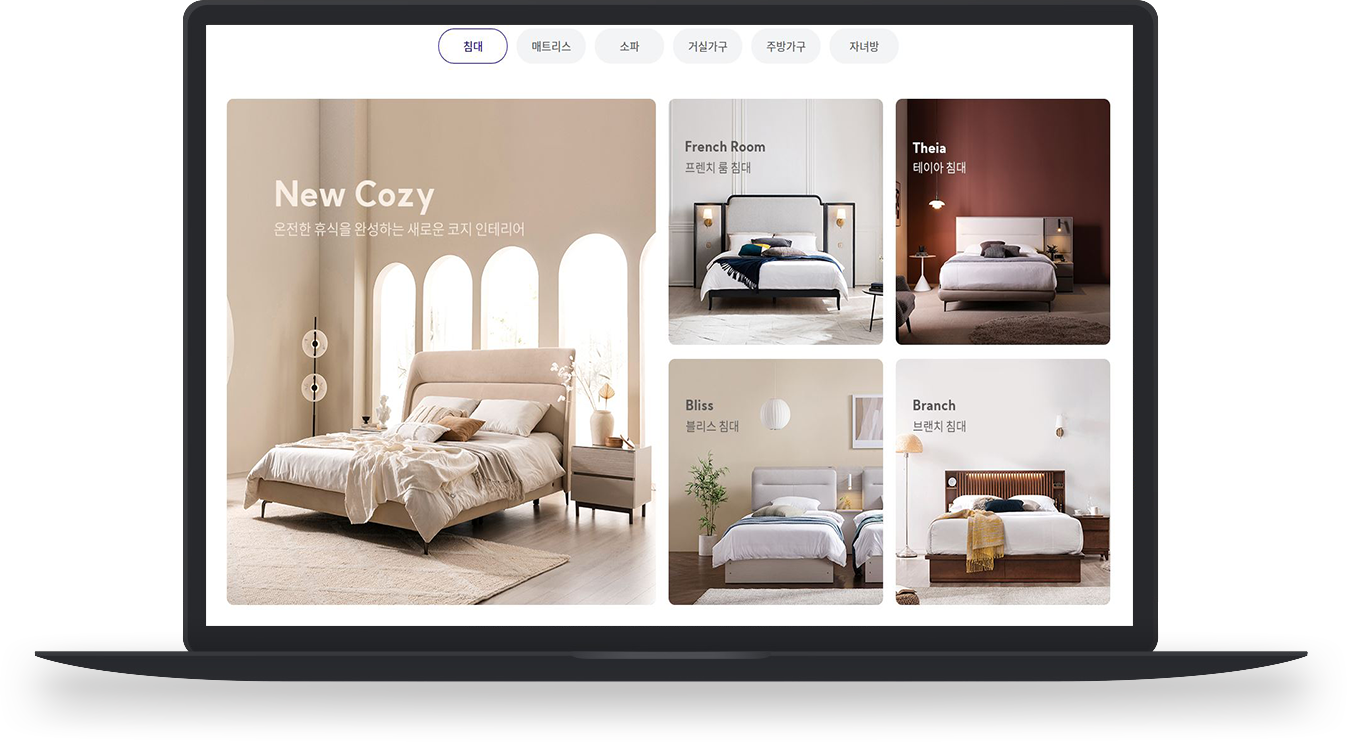 침대
매트리스
소파
거실가구
주방가구
자녀방
New Cozy
온전한 휴식을 완성하는 새로운 코지 인테리어
French Room
프렌치 룸 침대
Theia
테이아 침대
Bliss
블리스 침대
Branch
브랜치 침대